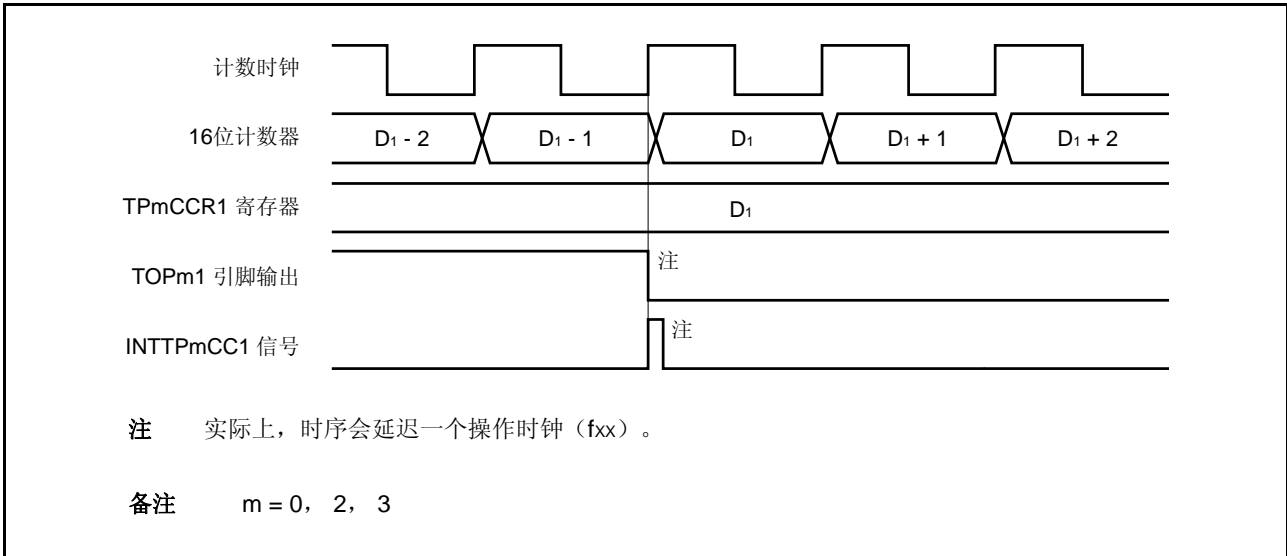 计数时钟
16位计数器 D₁ - 2 D₁ - 1 D₁ D₁ + 1 D₁ + 2
TPmCCR1 寄存器 D₁
TOPm1 引脚输出 注
INTTPmCC1 信号 注
注 实际上，时序会延迟一个操作时钟（fxx）。
备注 m = 0， 2， 3